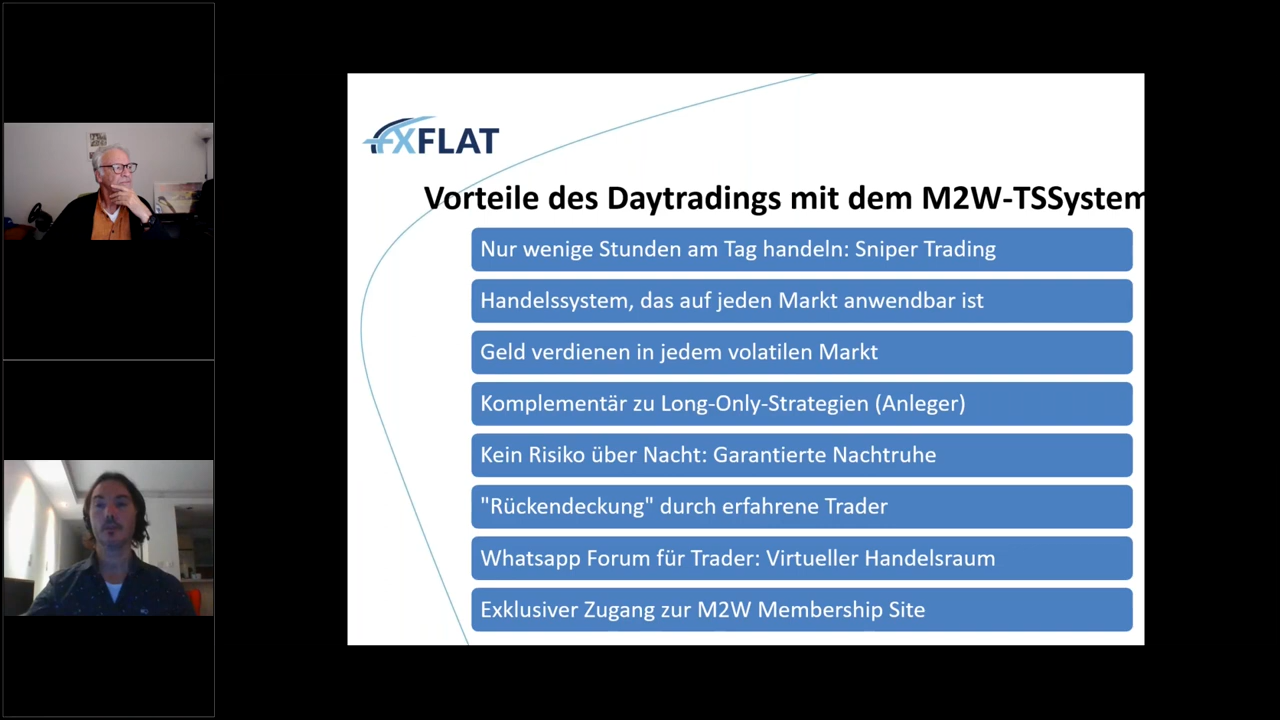 FXFLAT
Vorteile des Daytradings mit dem M2W-TSSystem
Nur wenige Stunden am Tag handeln: Sniper Trading
Handelssystem, das auf jeden Markt anwendbar ist
Geld verdienen in jedem volatilen Markt
Komplementär zu Long-Only-Strategien (Anleger)
Kein Risiko über Nacht: Garantierte Nachtruhe
"Rückendeckung" durch erfahrene Trader
Whatsapp Forum für Trader: Virtueller Handelsraum
Exklusiver Zugang zur M2W Membership Site